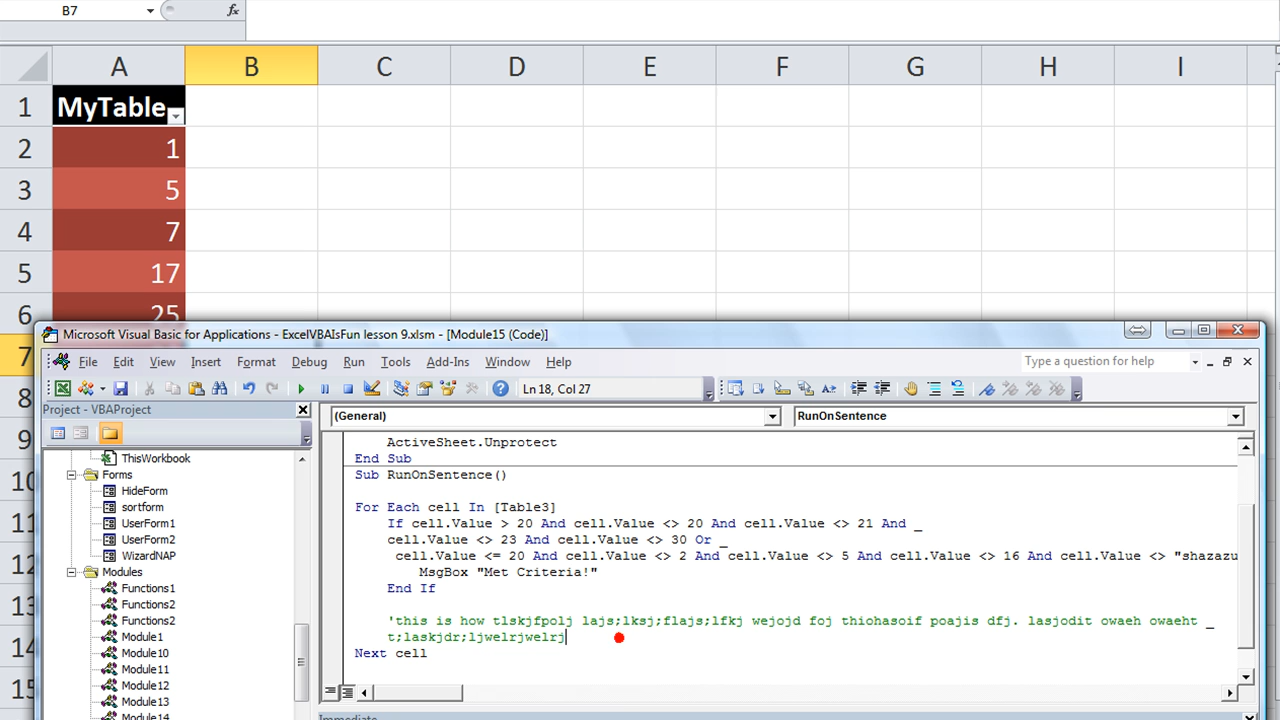 B7
fx
A B C D E F G H I
1 MyTable
2 1
3 5
4 7
5 17
6 25
7
8
9
10
11
12
13
14
15
Microsoft Visual Basic for Applications - ExcelVBAIsFun lesson 9.xlsm - [Module15 (Code)]
File Edit View Insert Format Debug Run Tools Add-Ins Window Help
Type a question for help
Ln 18, Col 27
Project - VBAProject
ThisWorkbook
Forms
HideForm
sortform
UserForm1
UserForm2
WizardNAP
Modules
Functions1
Functions2
Functions2
Module1
Module10
Module11
Module12
Module13
Module14
(General)
RunOnSentence
ActiveSheet.Unprotect
End Sub
Sub RunOnSentence()
For Each cell In [Table3]
If cell.Value > 20 And cell.Value <> 20 And cell.Value <> 21 And _
cell.Value <> 23 And cell.Value <> 30 Or _
cell.Value <= 20 And cell.Value <> 2 And cell.Value <> 5 And cell.Value <> 16 And cell.Value <> "shazazu
MsgBox "Met Criteria!"
End If
'this is how tlskjfpolj lajs;lksj;flajs;lfkj wejojd foj thiohasoif poajis dfj. lasjodit owaeh owaeht _
t;laskjdr;ljwelrjwelrj
Next cell
Immediate